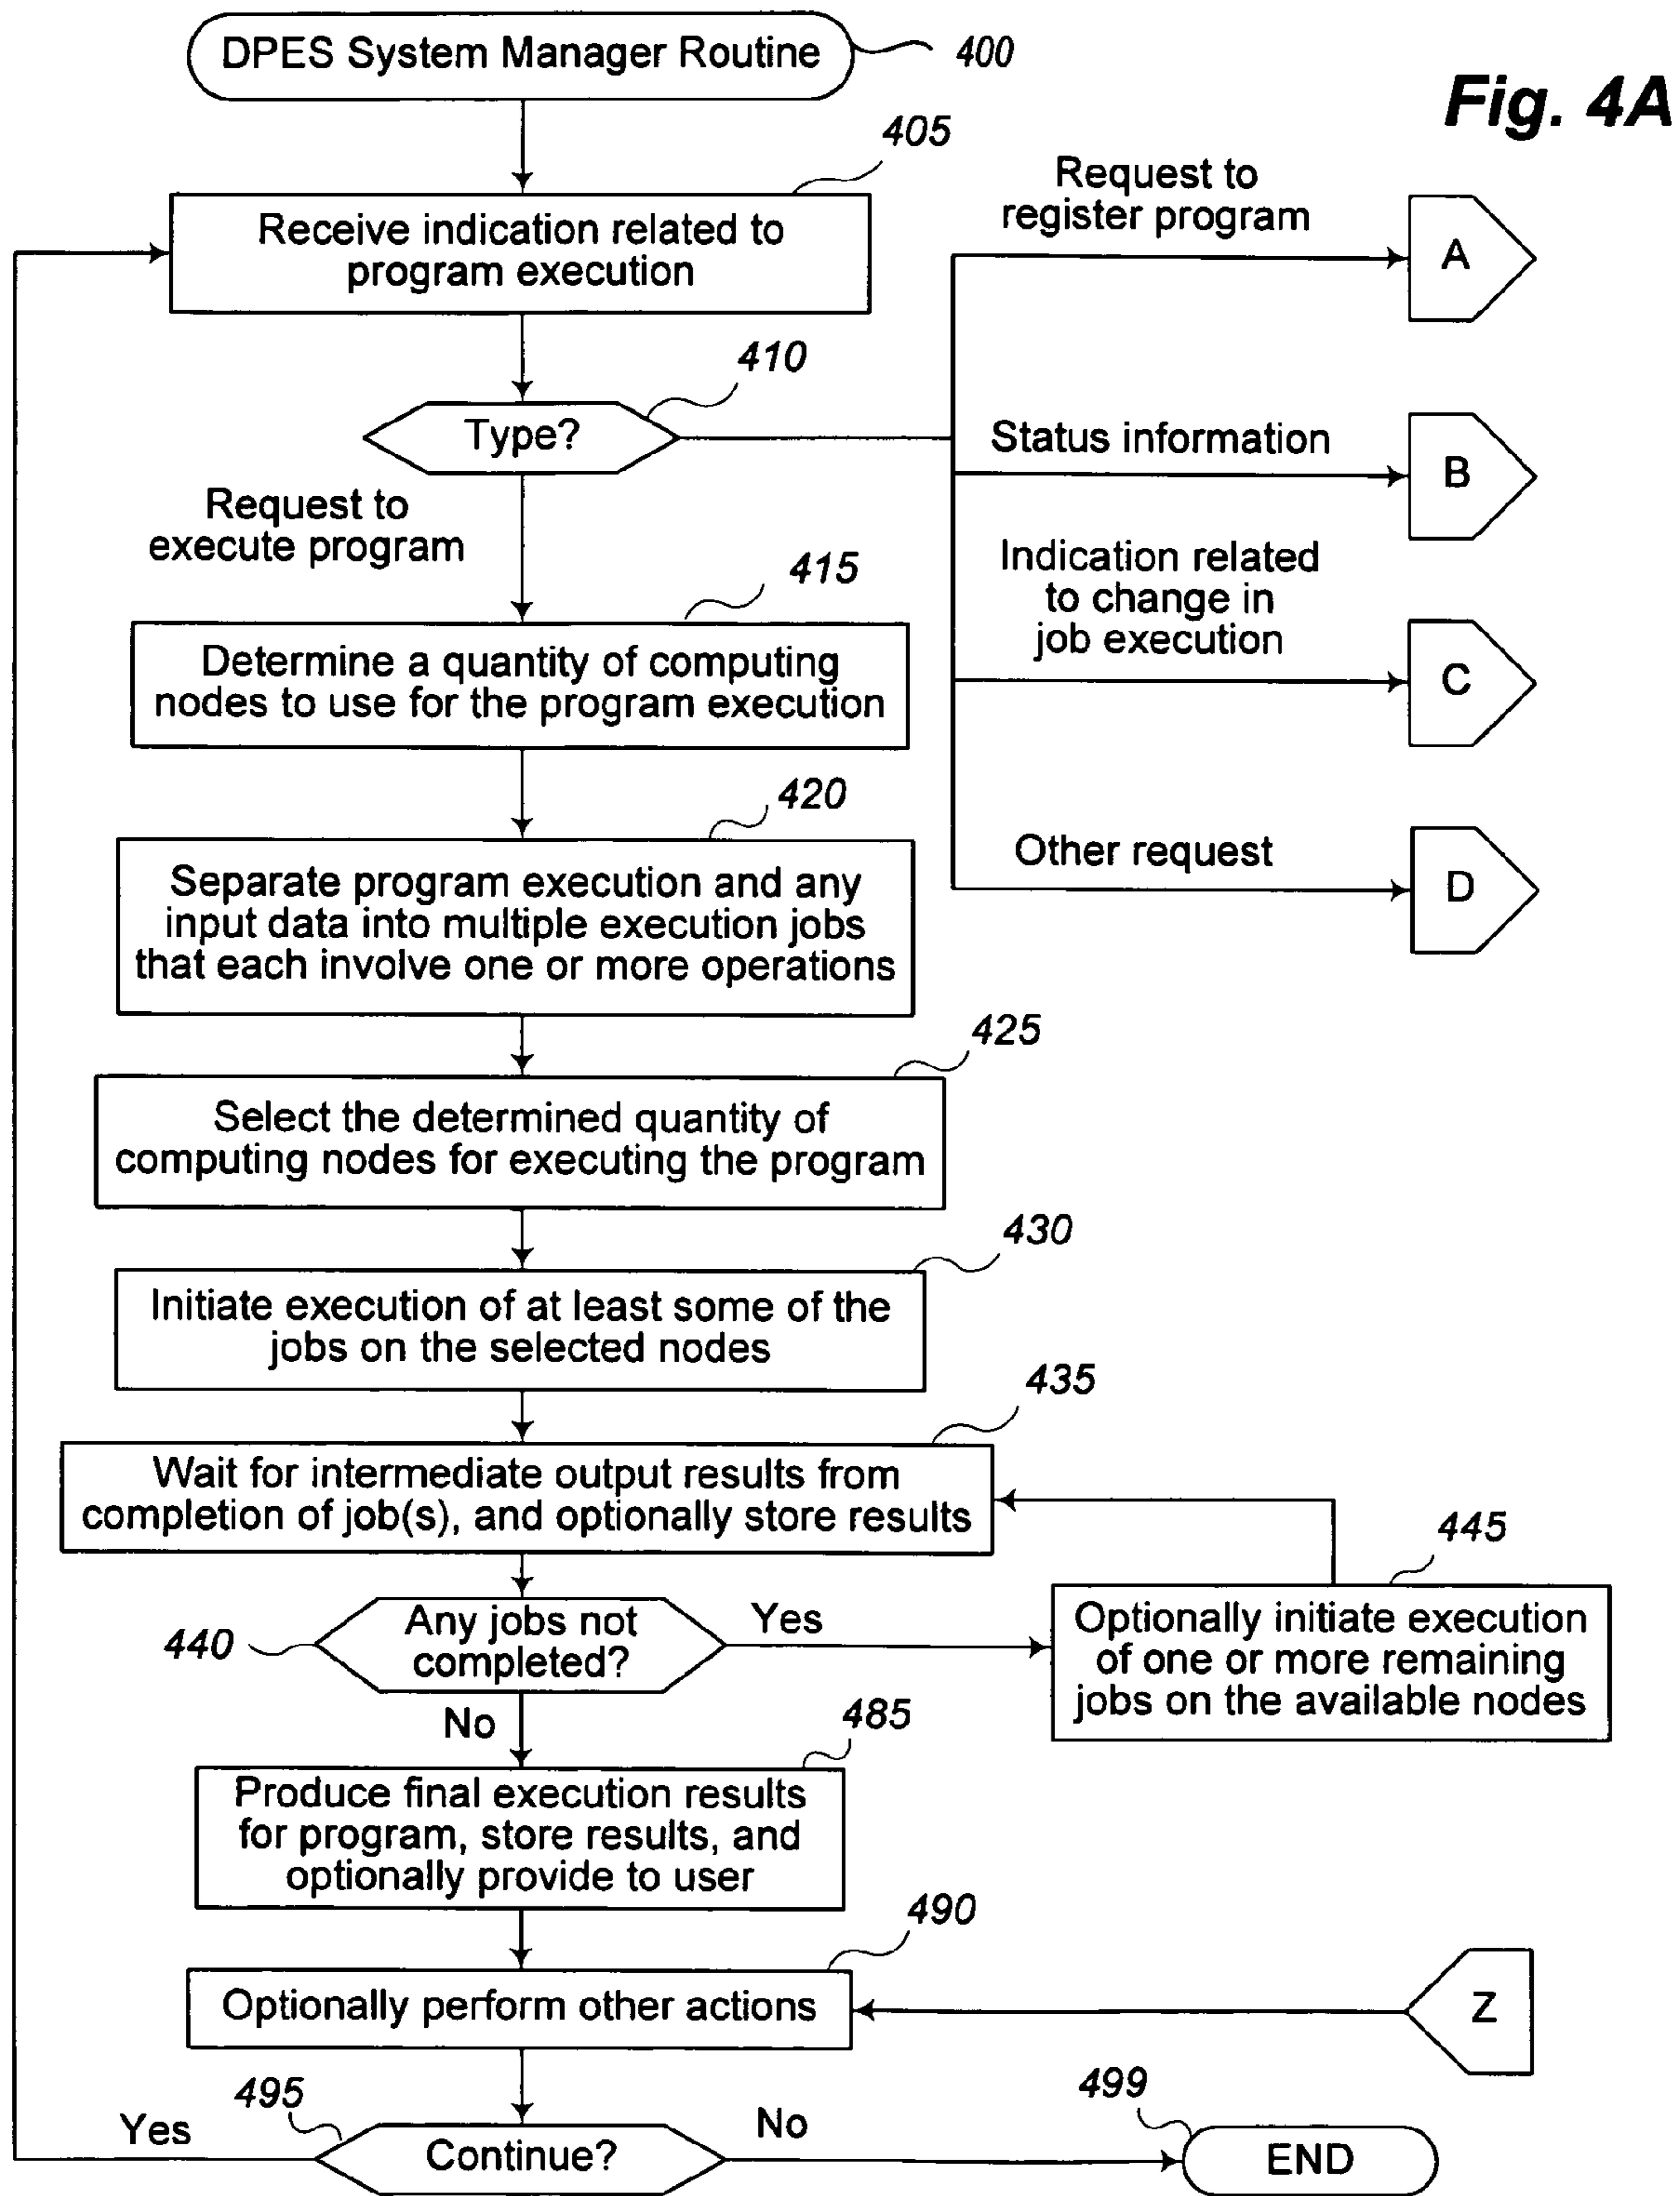 DPES System Manager Routine
400
Fig. 4A
405
Receive indication related to
program execution
Request to
register program
A
410
Type?
Status information
B
Request to
execute program
Indication related
to change in
job execution
C
415
Determine a quantity of computing
nodes to use for the program execution
420
Other request
D
Separate program execution and any
input data into multiple execution jobs
that each involve one or more operations
425
Select the determined quantity of
computing nodes for executing the program
430
Initiate execution of at least some of the
jobs on the selected nodes
435
Wait for intermediate output results from
completion of job(s), and optionally store results
445
440
Any jobs not
completed?
Yes
Optionally initiate execution
of one or more remaining
jobs on the available nodes
No
485
Produce final execution results
for program, store results, and
optionally provide to user
490
Optionally perform other actions
Z
495
Yes
Continue?
No
499
END